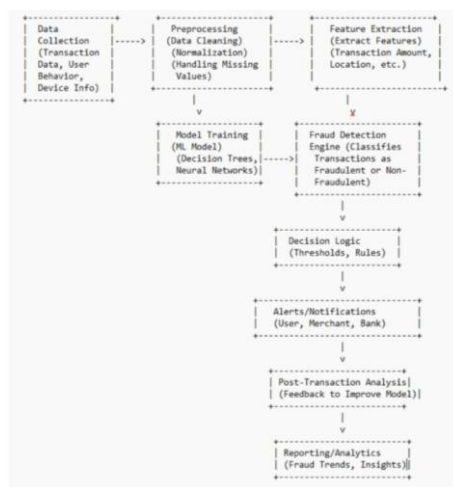 Data
Collection
(Transaction
Data, User
Behavior,
Device Info)
Preprocessing
(Data Cleaning)
(Normalization)
(Handling Missing
Values)
Feature Extraction
(Extract Features)
(Transaction Amount,
Location, etc.)
Model Training
(ML Model)
(Decision Trees,
Neural Networks)
Fraud Detection
Engine (Classifies
Transactions as
Fraudulent or Non-
Fraudulent)
Decision Logic
(Thresholds, Rules)
Alerts/Notifications
(User, Merchant, Bank)
Post-Transaction Analysis
(Feedback to Improve Model)
Reporting/Analytics
(Fraud Trends, Insights)